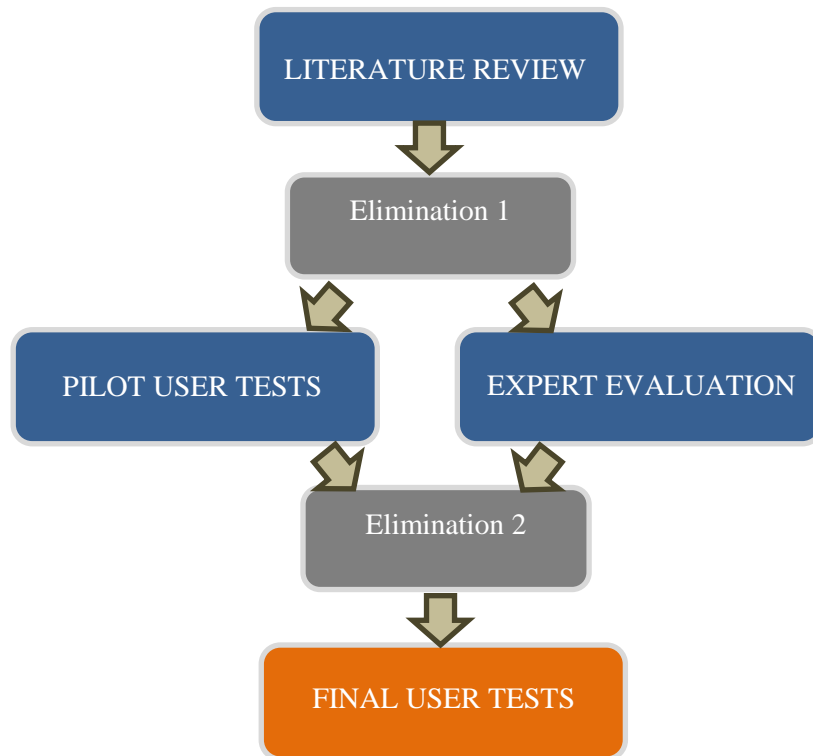 LITERATURE REVIEW
Elimination 1
PILOT USER TESTS
EXPERT EVALUATION
Elimination 2
FINAL USER TESTS